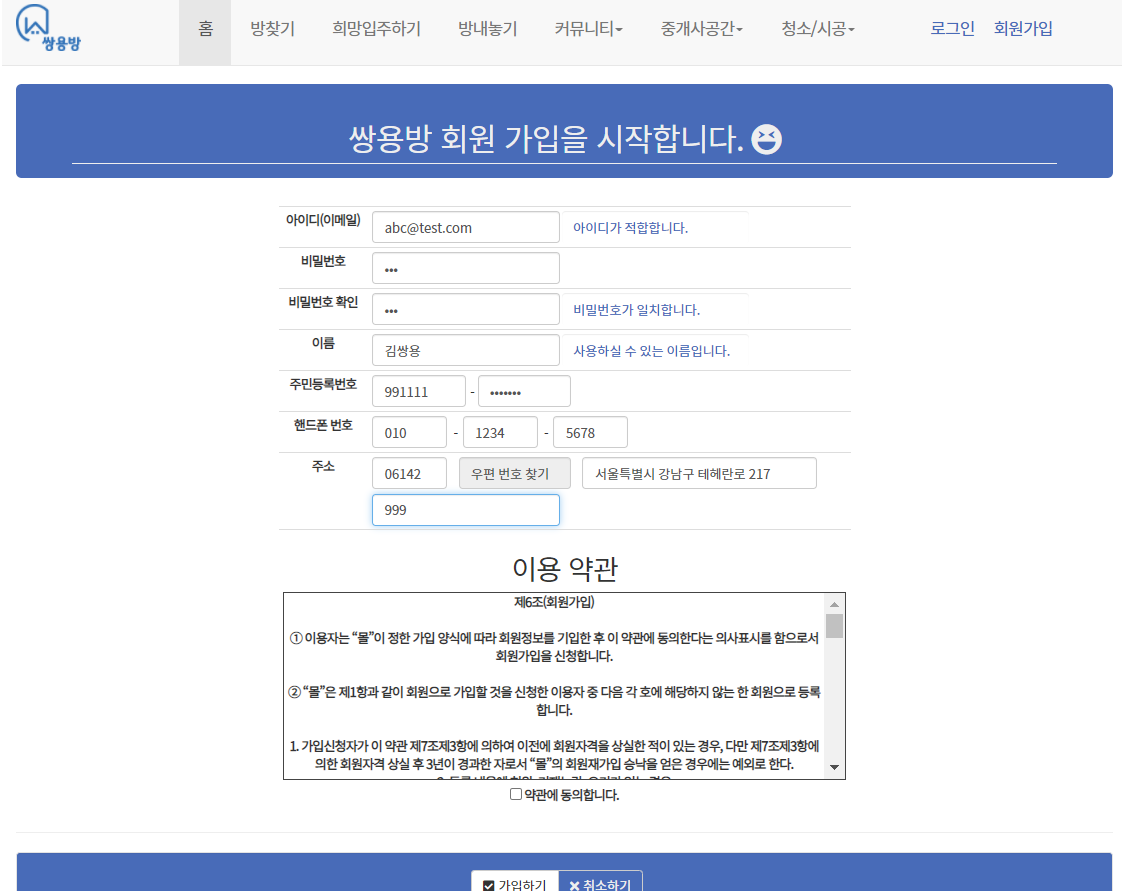 쌍용방
홈 방찾기 희망입주하기 방내놓기 커뮤니티 중개사공간 청소/시공 로그인 회원가입
쌍용방 회원 가입을 시작합니다.
아이디(이메일) abc@test.com 아이디가 적합합니다.
비밀번호 •••
비밀번호 확인 ••• 비밀번호가 일치합니다.
이름 김쌍용 사용하실 수 있는 이름입니다.
주민등록번호 991111 - •••••••
핸드폰 번호 010 - 1234 - 5678
주소 06142 우편 번호 찾기 서울특별시 강남구 테헤란로 217
999
이용 약관
제6조(회원가입)
① 이용자는 “몰”이 정한 가입 양식에 따라 회원정보를 기입한 후 이 약관에 동의한다는 의사표시를 함으로서
회원가입을 신청합니다.
② “몰”은 제1항과 같이 회원으로 가입할 것을 신청한 이용자 중 다음 각 호에 해당하지 않는 한 회원으로 등록
합니다.
1. 가입신청자가 이 약관 제7조제3항에 의하여 이전에 회원자격을 상실한 적이 있는 경우, 다만 제7조제3항에
의한 회원자격 상실 후 3년이 경과한 자로서 “몰”의 회원재가입 승낙을 얻은 경우에는 예외로 한다.
약관에 동의합니다.
가입하기 취소하기